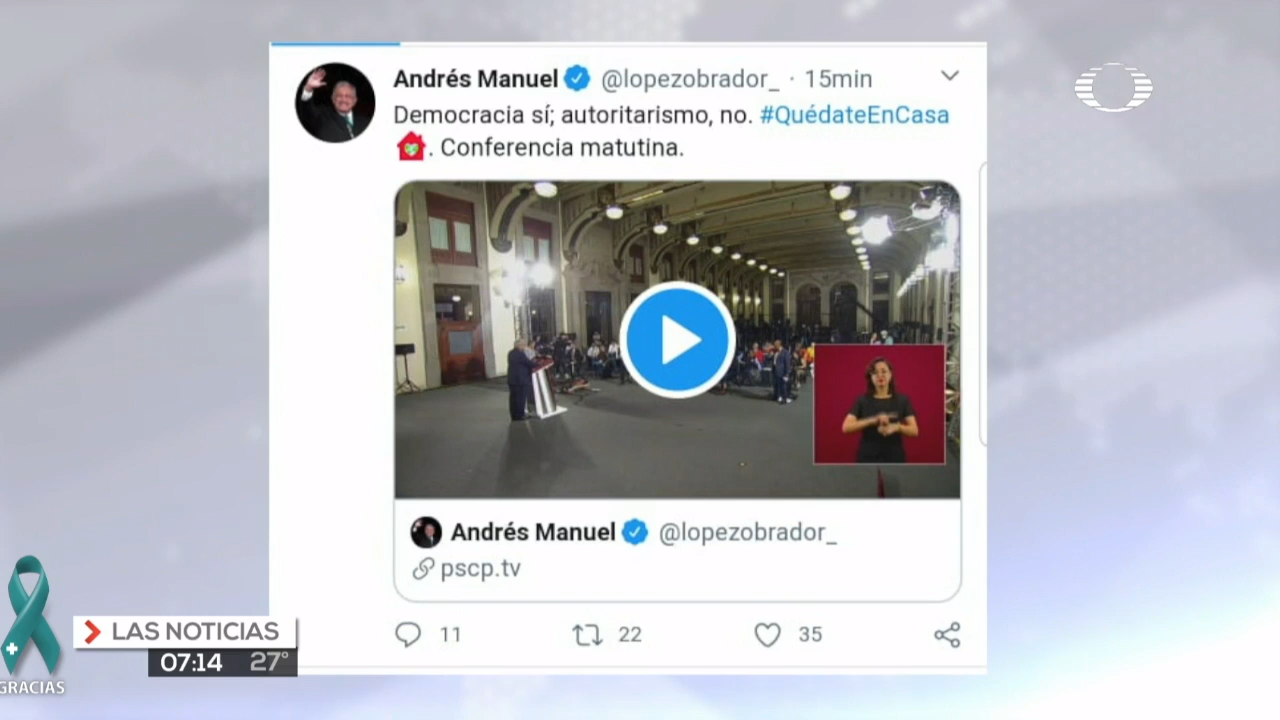 Andrés Manuel @lopezobrador_ · 15min
Democracia sí; autoritarismo, no. #QuédateEnCasa
. Conferencia matutina.
Andrés Manuel @lopezobrador_
pscp.tv
11 22 35
LAS NOTICIAS
07:14 27°
GRACIAS